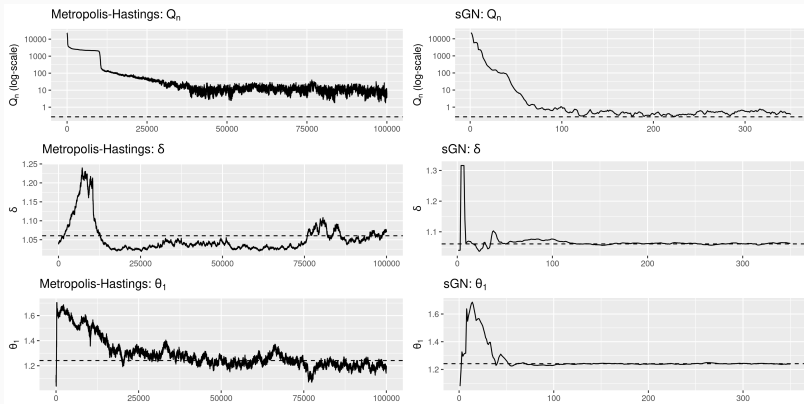 Metropolis-Hastings: Qn
Qn (log-scale)
10000
1000
100
10
1
0 25000 50000 75000 100000
sGN: Qn
Qn (log-scale)
10000
1000
100
10
1
0 100 200 300
Metropolis-Hastings: δ
δ
1.25
1.20
1.15
1.10
1.05
0 25000 50000 75000 100000
sGN: δ
δ
1.3
1.2
1.1
0 100 200 300
Metropolis-Hastings: θ1
θ1
1.6
1.4
1.2
0 25000 50000 75000 100000
sGN: θ1
θ1
1.6
1.4
1.2
0 100 200 300